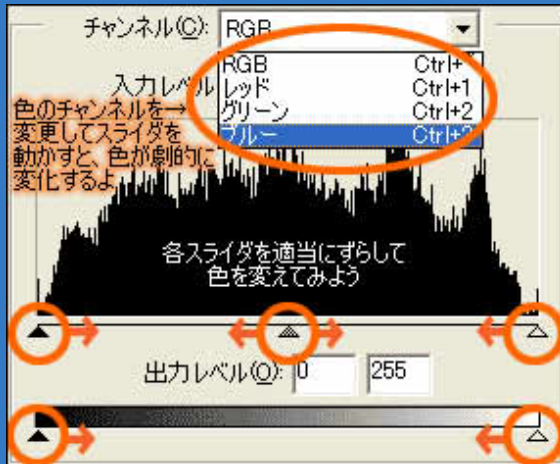 チャンネル(C): RGB
RGB Ctrl+~
レッド Ctrl+1
グリーン Ctrl+2
ブルー Ctrl+3
入力レベル
色のチャンネルを→
変更してスライダを
動かすと、色が劇的に
変化するよ
各スライダを適当にずらして
色を変えてみよう
出力レベル(O): 0 255